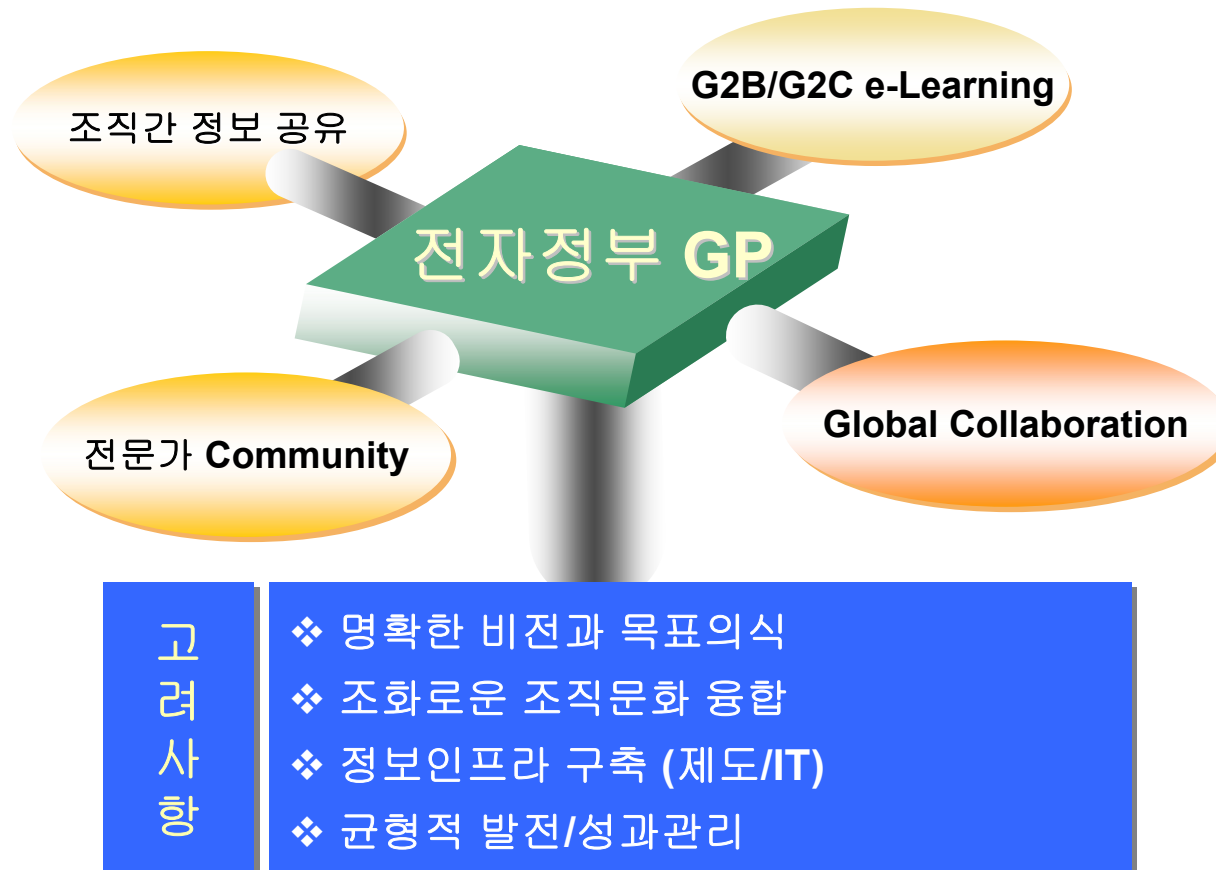 G2B/G2C e-Learning
조직간 정보 공유
전자정부 GP
Global Collaboration
전문가 Community
고려사항
❖ 명확한 비전과 목표의식
❖ 조화로운 조직문화 융합
❖ 정보인프라 구축 (제도/IT)
❖ 균형적 발전/성과관리